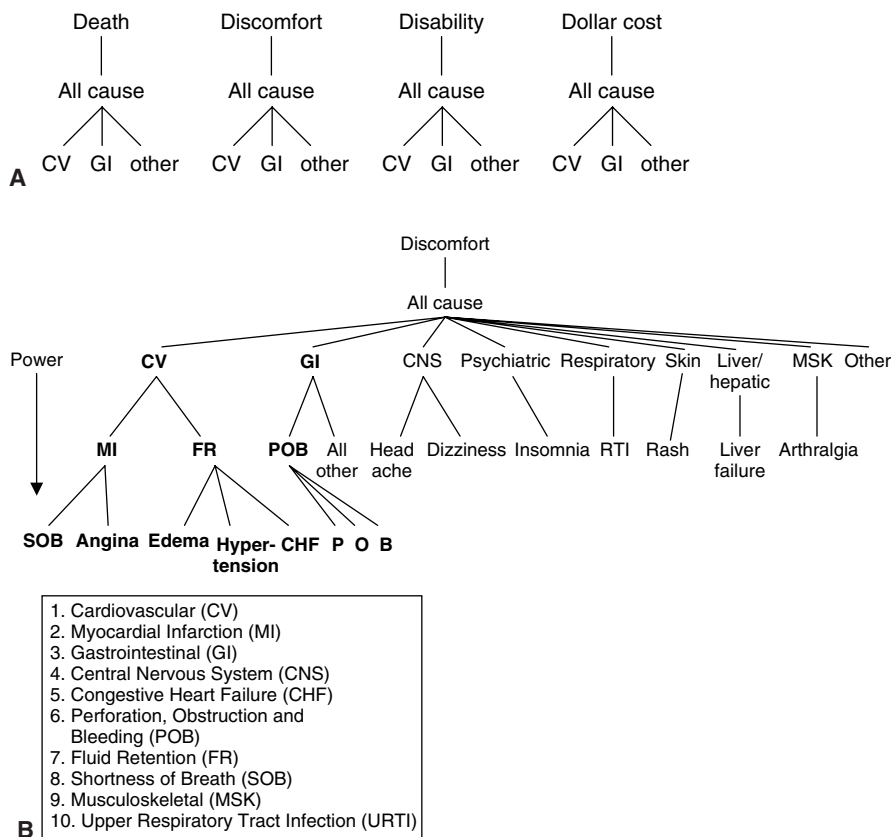 Death Discomfort Disability Dollar cost
All cause All cause All cause All cause
CV GI other CV GI other CV GI other CV GI other
A
Discomfort
All cause
Power CV GI CNS Psychiatric Respiratory Skin Liver/ MSK Other
hepatic
MI FR POB All Head Dizziness Insomnia RTI Rash Liver Arthralgia
other ache failure
SOB Angina Edema Hyper- CHF P O B
tension
1. Cardiovascular (CV)
2. Myocardial Infarction (MI)
3. Gastrointestinal (GI)
4. Central Nervous System (CNS)
5. Congestive Heart Failure (CHF)
6. Perforation, Obstruction and
Bleeding (POB)
7. Fluid Retention (FR)
8. Shortness of Breath (SOB)
9. Musculoskeletal (MSK)
10. Upper Respiratory Tract Infection (URTI)
B